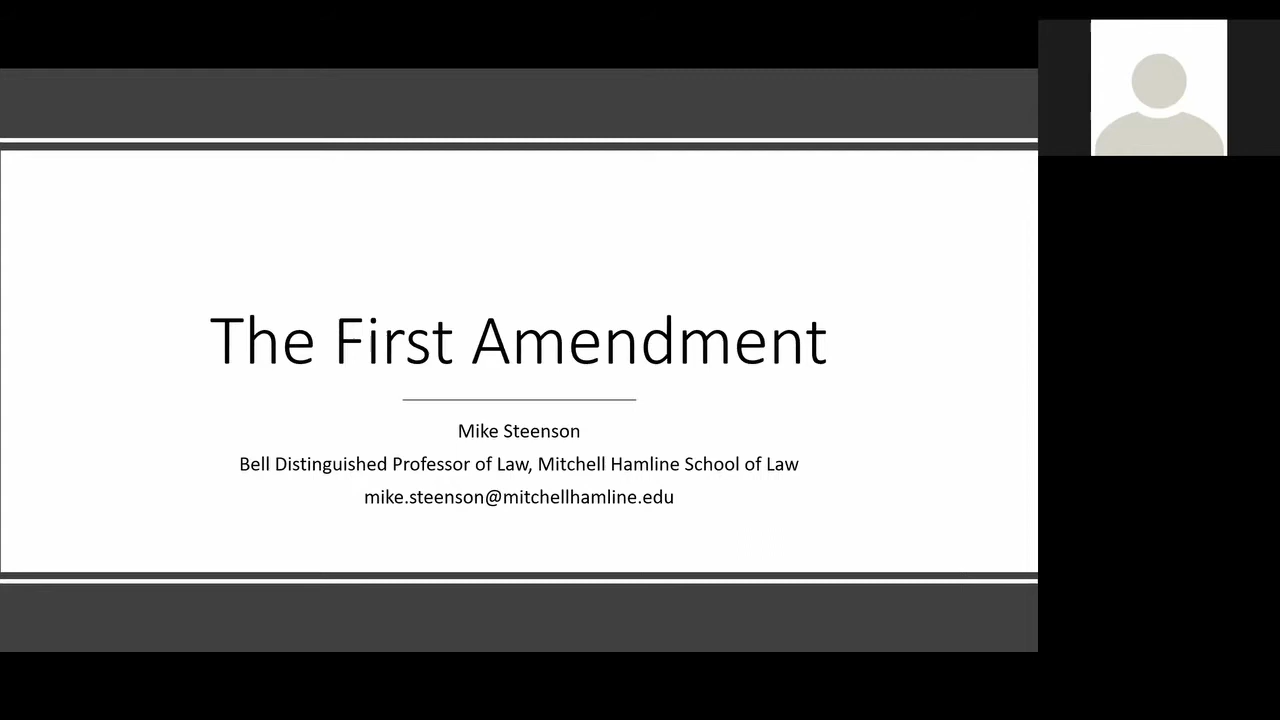 The First Amendment
Mike Steenson
Bell Distinguished Professor of Law, Mitchell Hamline School of Law
mike.steenson@mitchellhamline.edu